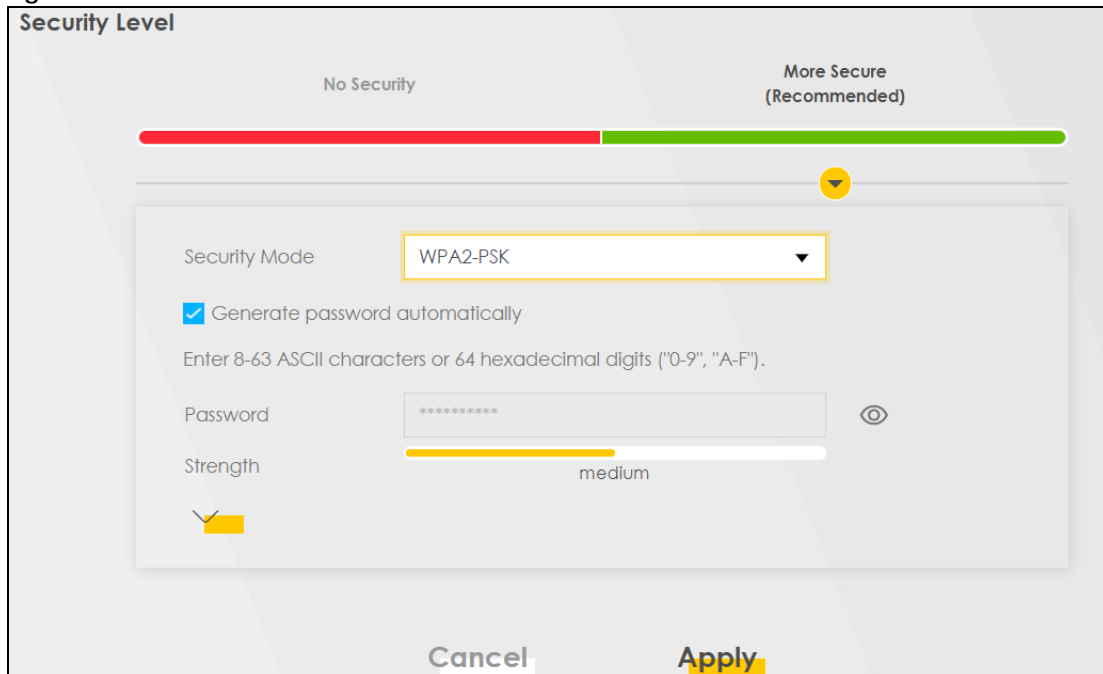 Security Level
No Security
More Secure
(Recommended)
Security Mode
WPA2-PSK
Generate password automatically
Enter 8-63 ASCII characters or 64 hexadecimal digits ("0-9", "A-F").
Password
**********
Strength
medium
Cancel
Apply